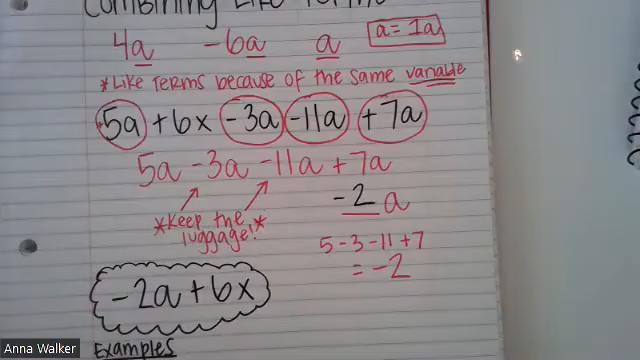 Combining Like Terms
4a -6a a a = 1a
*Like Terms because of the same variable
5a + 6x - 3a - 11a + 7a
5a - 3a - 11a + 7a
-2a
*Keep the luggage!*
5 - 3 - 11 + 7
= -2
-2a + 6x
Examples
Anna Walker